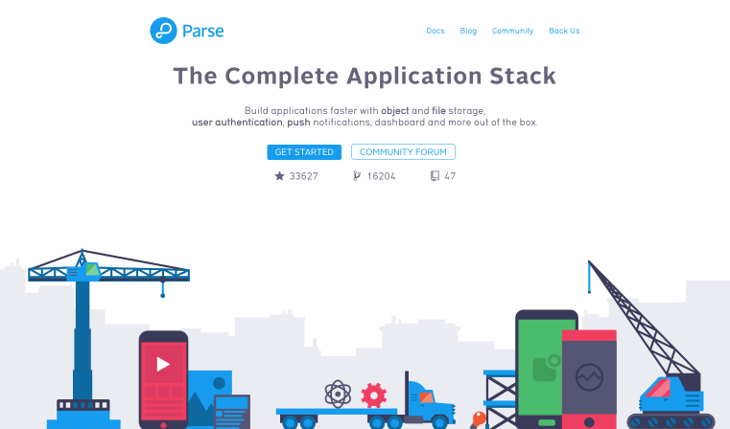 Parse
Docs Blog Community Back Us
The Complete Application Stack
Build applications faster with object and file storage,
user authentication, push notifications, dashboard and more out of the box.
GET STARTED COMMUNITY FORUM
33627 16204 47